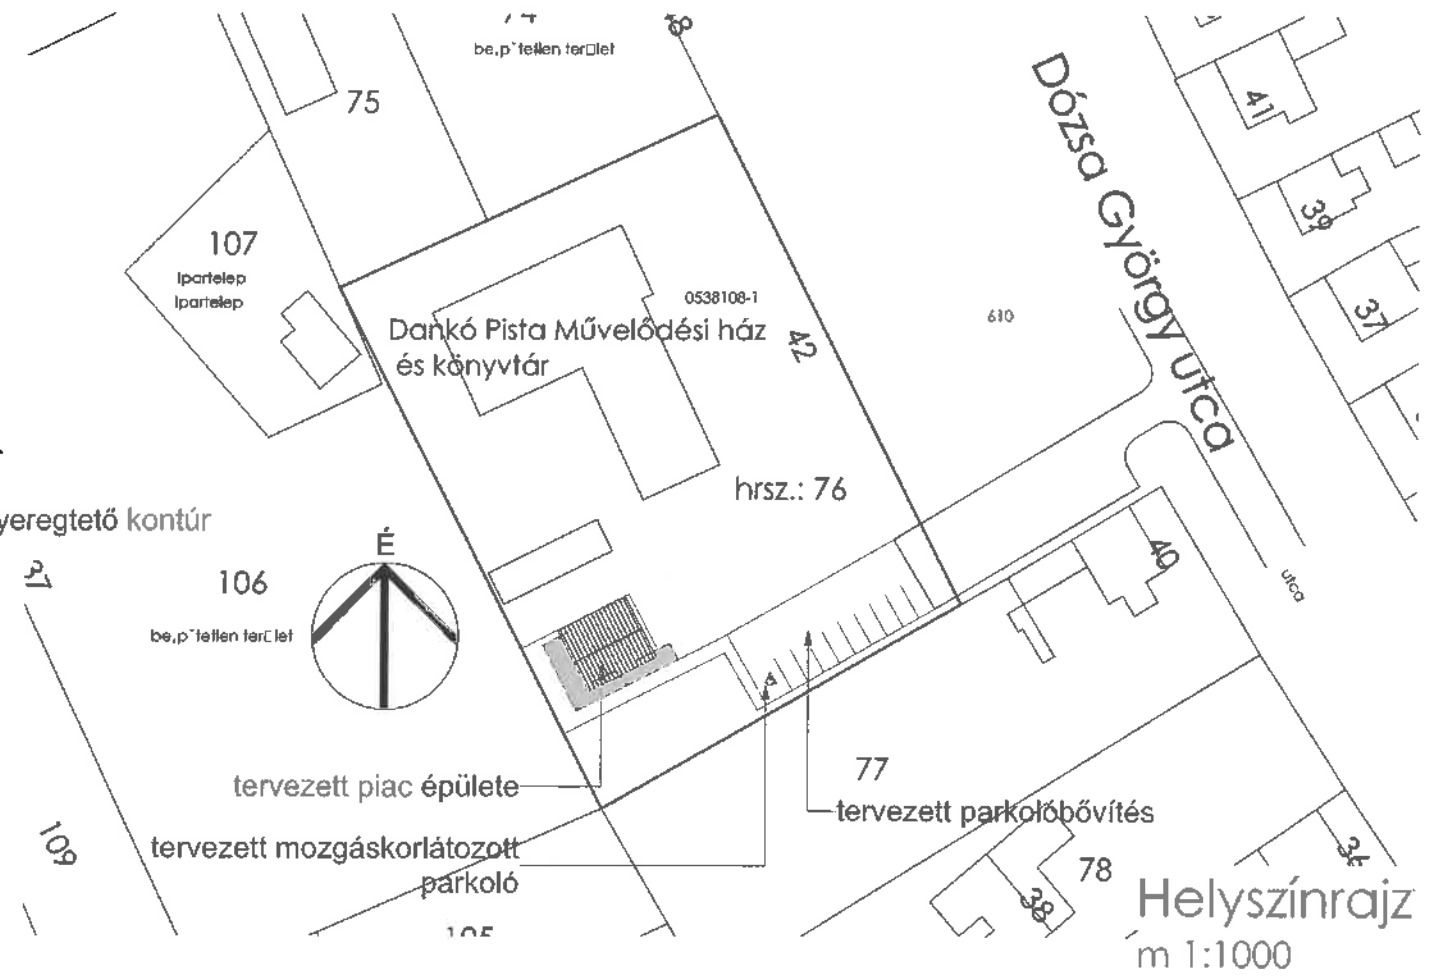 be,p˘tetlen ter□let
48
75
Dózsa György utca
41
39
37
107
Ipartelep
Ipartelep
0538108-1
Dankó Pista Művelődési ház
és könyvtár
42
610
hrsz.: 76
yeregtető kontúr
É
106
be,p˘tetlen ter□let
40
utca
77
tervezett piac épülete
tervezett parkolóbővítés
tervezett mozgáskorlátozott
parkoló
109
78
38
Helyszínrajz
m 1:1000